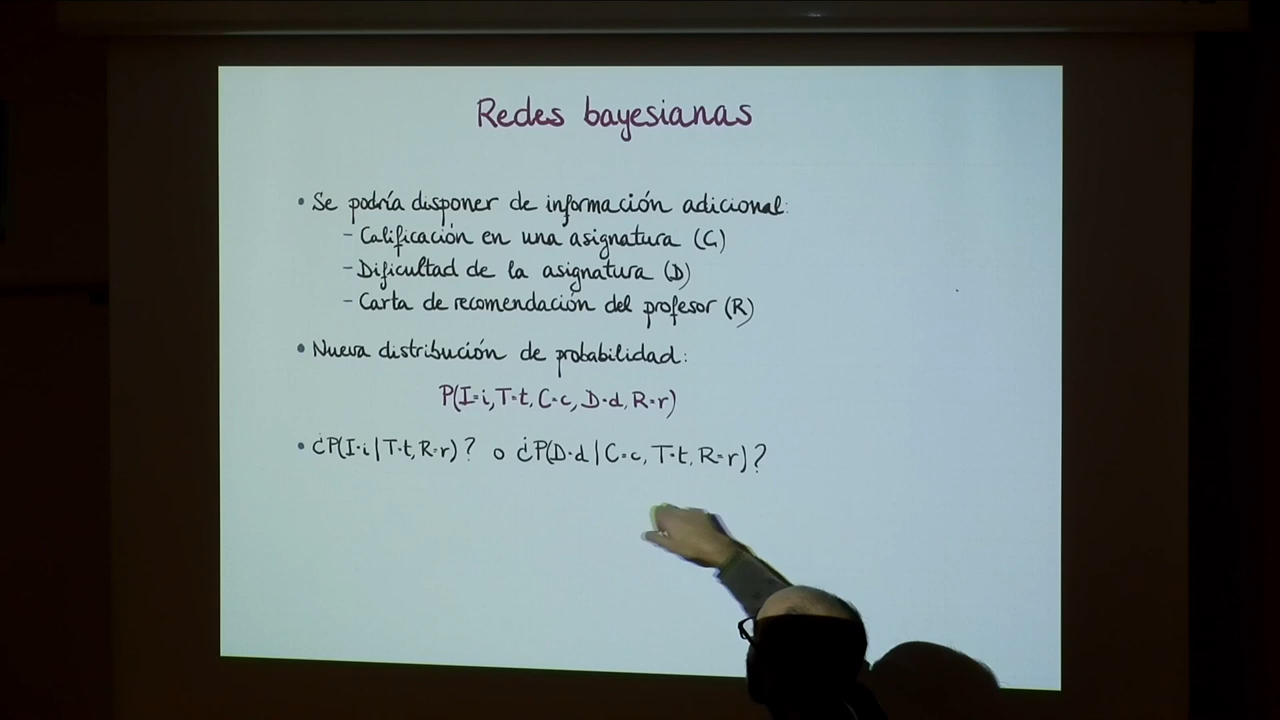 Redes bayesianas
• Se podría disponer de información adicional:
– Calificación en una asignatura (C)
– Dificultad de la asignatura (D)
– Carta de recomendación del profesor (R)
• Nueva distribución de probabilidad:
P(I=i, T=t, C=c, D=d, R=r)
• ¿P(I=i | T=t, R=r)? o ¿P(D=d | C=c, T=t, R=r)?